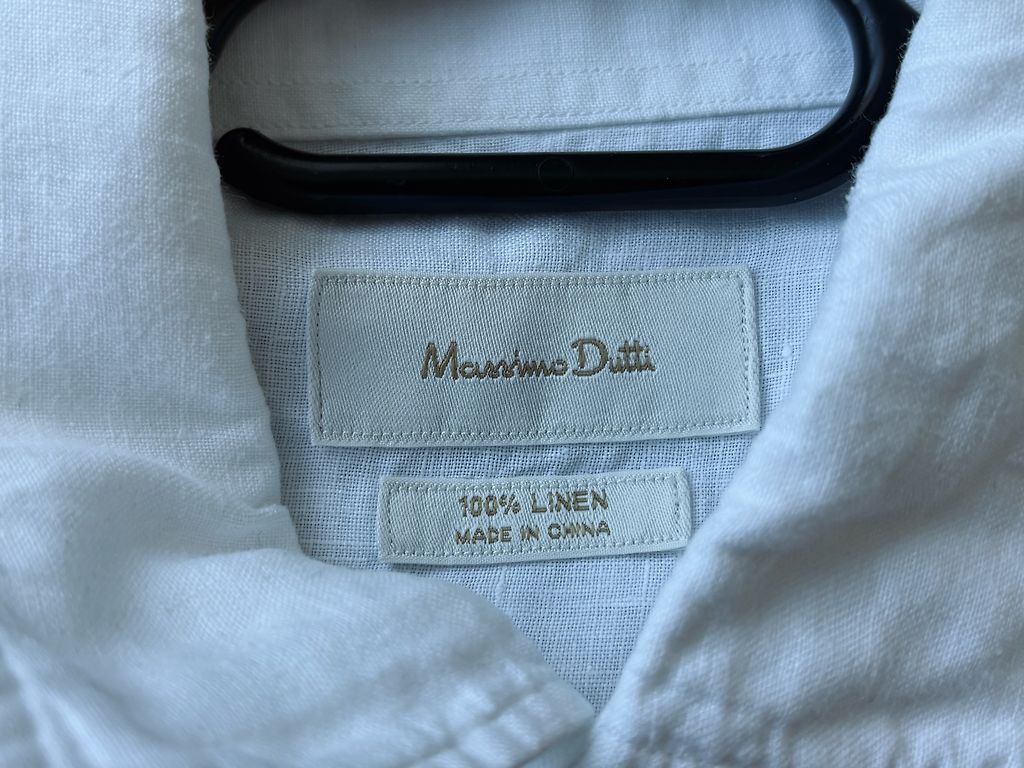 Massimo Dutti
100% LINEN
MADE IN CHINA